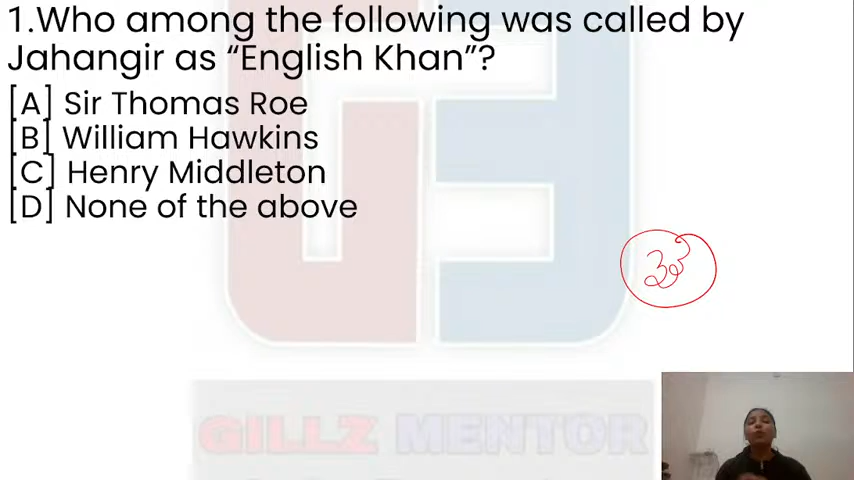 1.Who among the following was called by
Jahangir as “English Khan”?
[A] Sir Thomas Roe
[B] William Hawkins
[C] Henry Middleton
[D] None of the above
GILLZ MENTOR